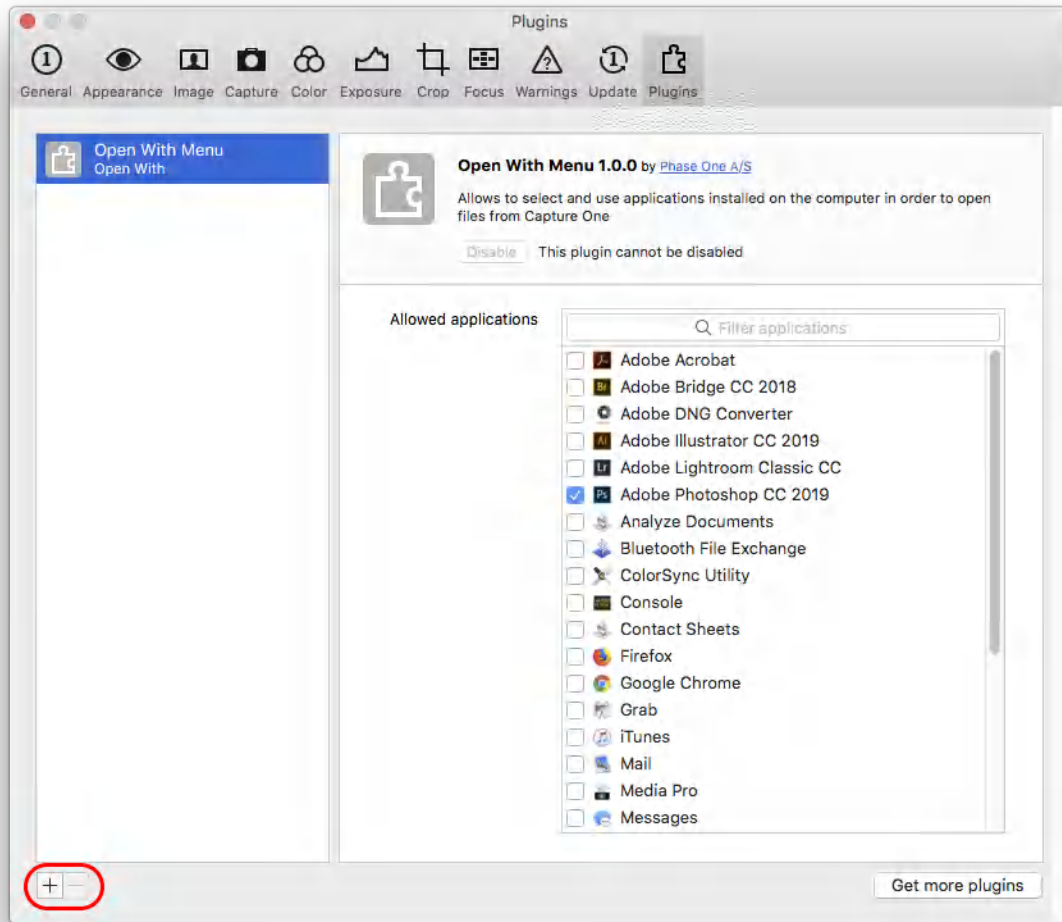 Plugins
General Appearance Image Capture Color Exposure Crop Focus Warnings Update Plugins
Open With Menu
Open With
Open With Menu 1.0.0 by Phase One A/S
Allows to select and use applications installed on the computer in order to open
files from Capture One
Disable This plugin cannot be disabled
Allowed applications
Filter applications
Adobe Acrobat
Br Adobe Bridge CC 2018
Adobe DNG Converter
Ai Adobe Illustrator CC 2019
Lr Adobe Lightroom Classic CC
Ps Adobe Photoshop CC 2019
Analyze Documents
Bluetooth File Exchange
ColorSync Utility
Console
Contact Sheets
Firefox
Google Chrome
Grab
iTunes
Mail
Media Pro
Messages
+ −
Get more plugins